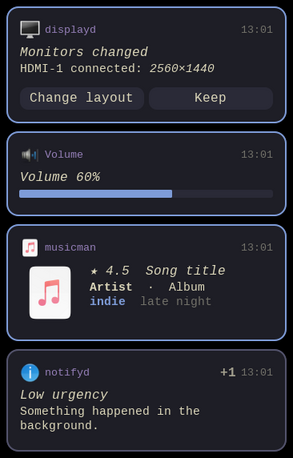 displayd 13:01
Monitors changed
HDMI-1 connected: 2560×1440
Change layout Keep
Volume 13:01
Volume 60%
musicman 13:01
★ 4.5 Song title
Artist · Album
indie late night
notifyd +1 13:01
Low urgency
Something happened in the
background.